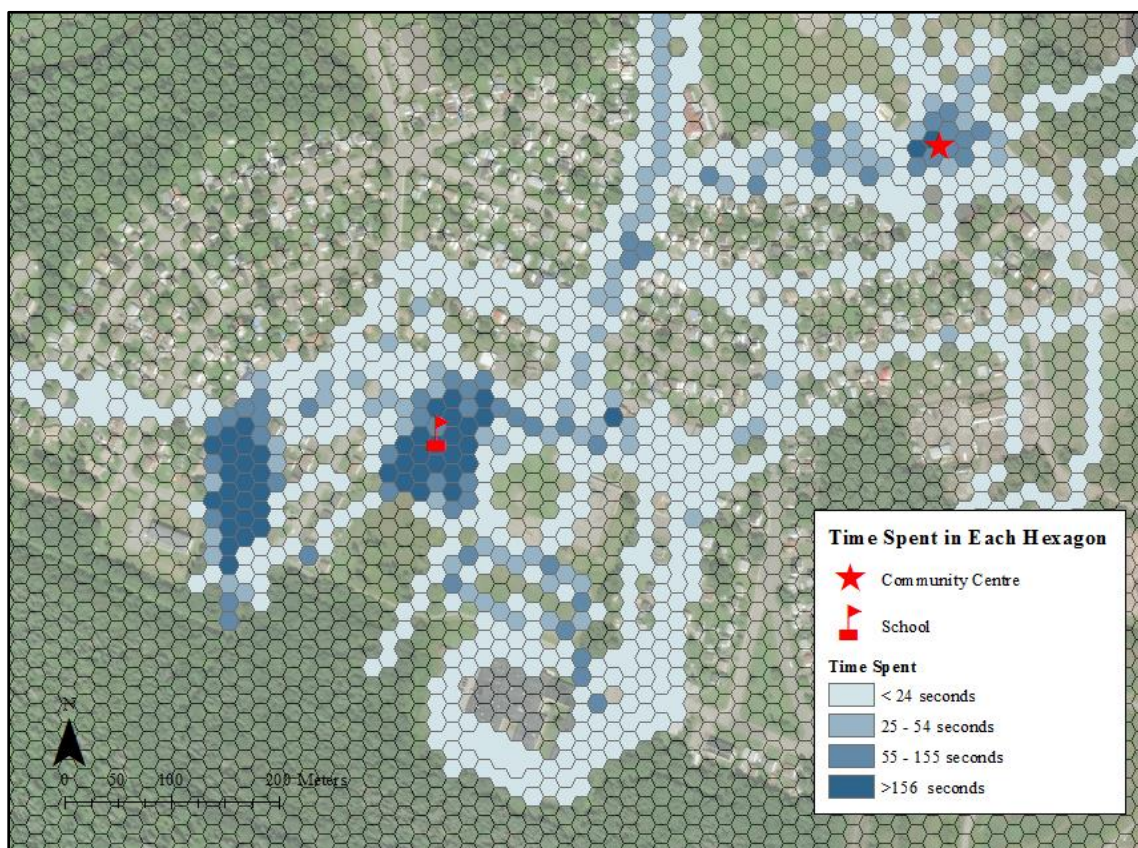 Time Spent in Each Hexagon
Community Centre
School
Time Spent
< 24 seconds
25 - 54 seconds
55 - 155 seconds
>156 seconds
N
0 50 100 200 Meters